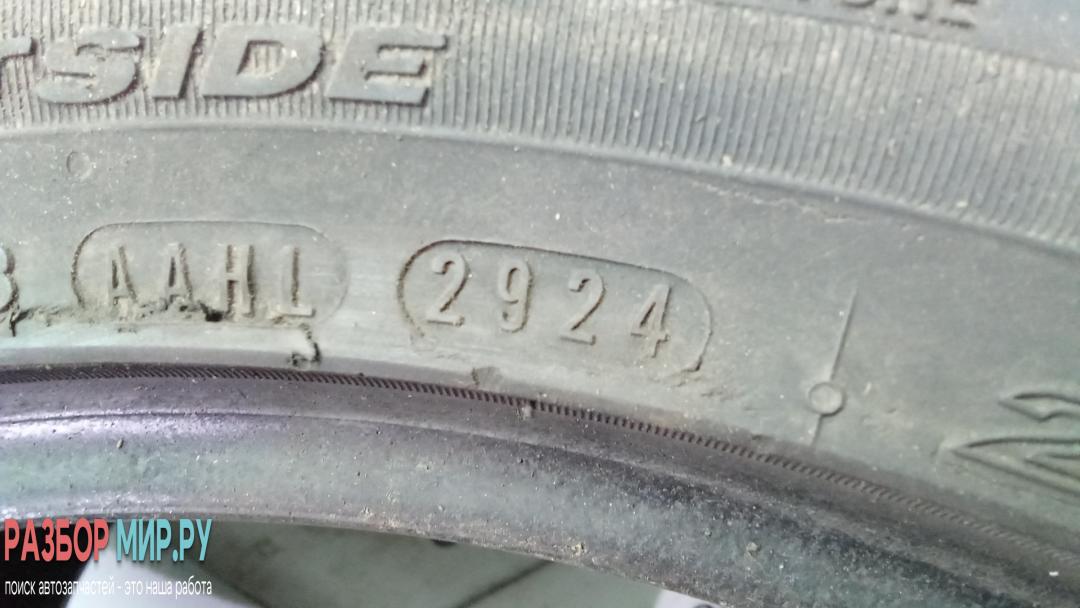 SIDE
AAHL 2924
РАЗБОР МИР.РУ
поиск автозапчастей - это наша работа